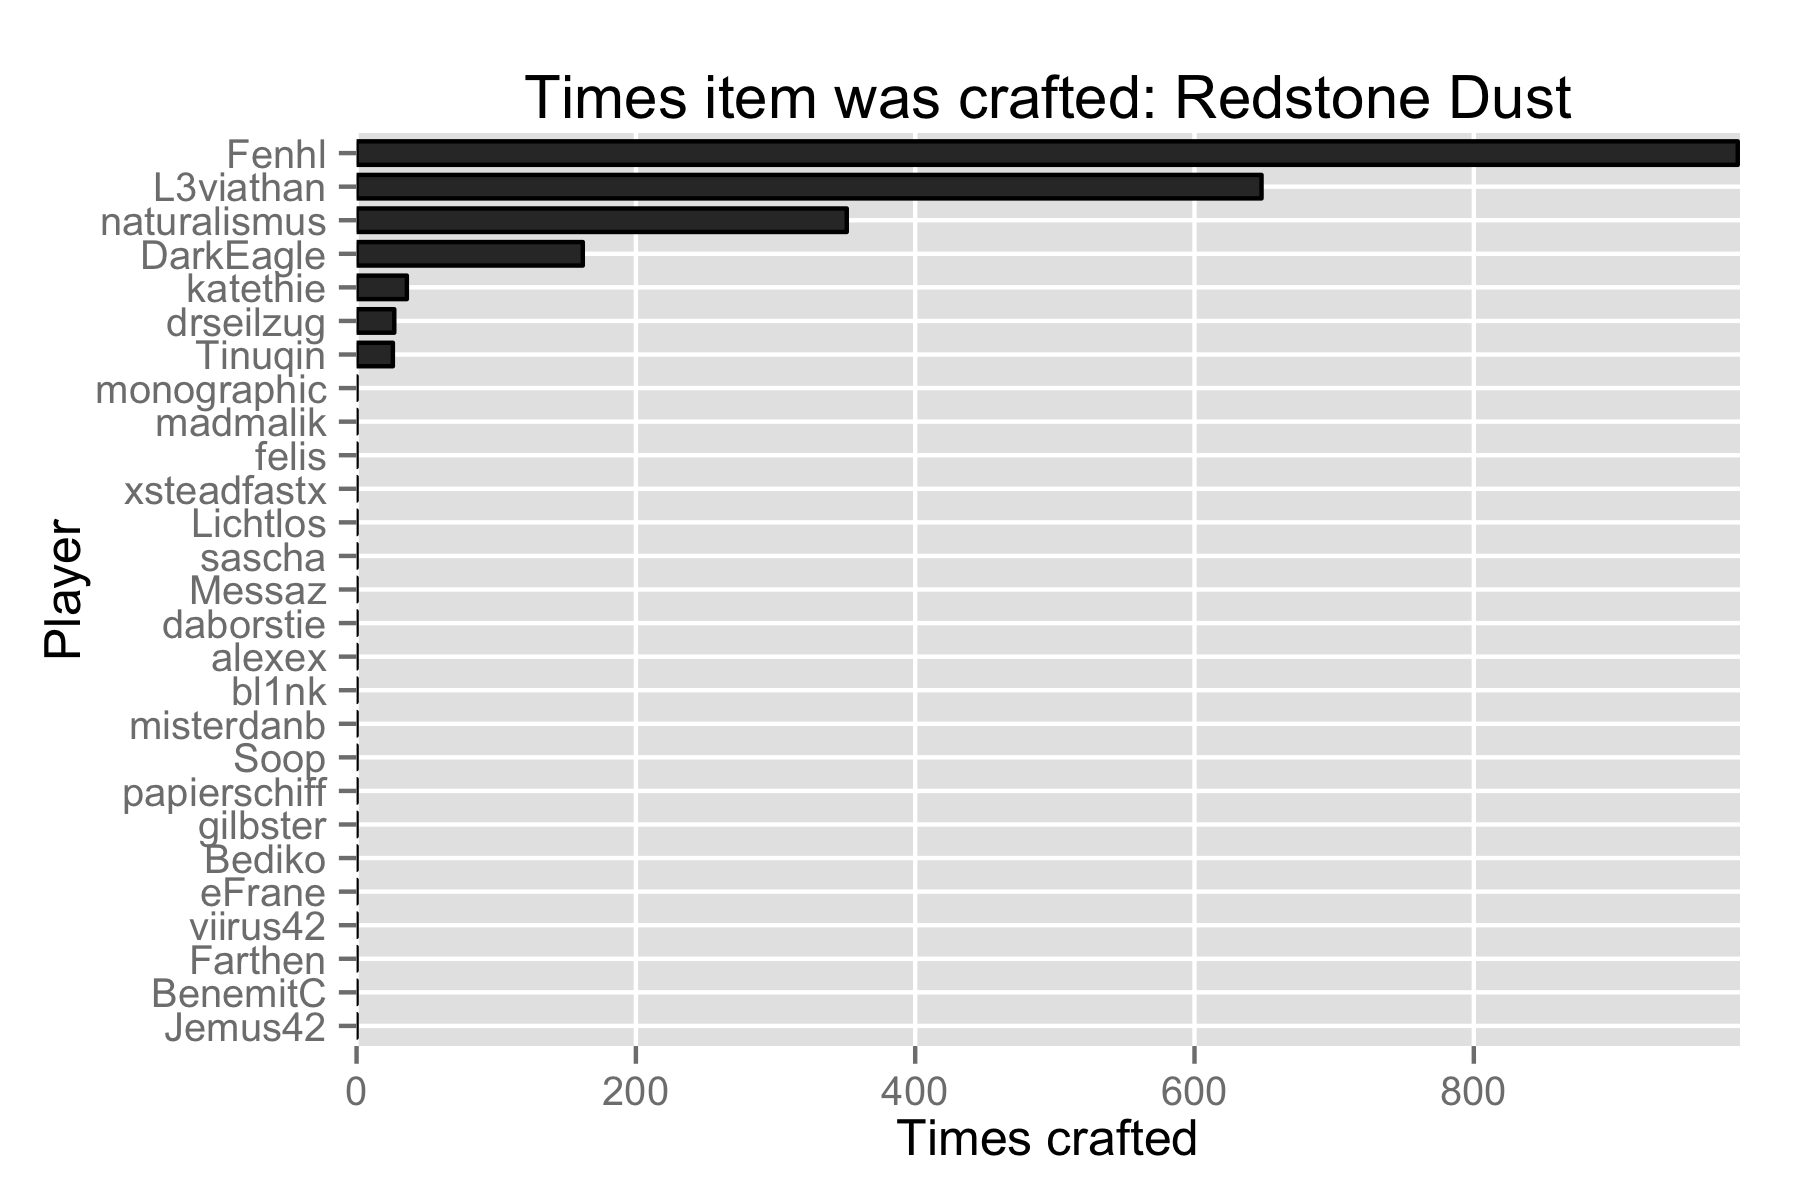 Times item was crafted: Redstone Dust
Fenhl
L3viathan
naturalismus
DarkEagle
katethie
drseilzug
Tinuqin
monographic
madmalik
felis
xsteadfastx
Lichtlos
sascha
Messaz
daborstie
alexex
bl1nk
misterdanb
Soop
papierschiff
gilbster
Bediko
eFrane
viirus42
Farthen
BenemitC
Jemus42
Player
0 200 400 600 800
Times crafted